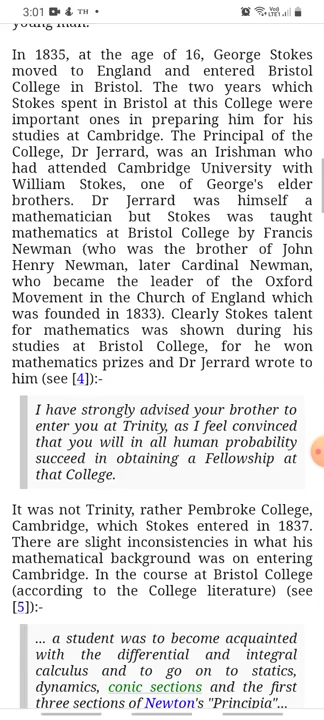 3:01 TH •
young man.
In 1835, at the age of 16, George Stokes
moved to England and entered Bristol
College in Bristol. The two years which
Stokes spent in Bristol at this College were
important ones in preparing him for his
studies at Cambridge. The Principal of the
College, Dr Jerrard, was an Irishman who
had attended Cambridge University with
William Stokes, one of George's elder
brothers. Dr Jerrard was himself a
mathematician but Stokes was taught
mathematics at Bristol College by Francis
Newman (who was the brother of John
Henry Newman, later Cardinal Newman,
who became the leader of the Oxford
Movement in the Church of England which
was founded in 1833). Clearly Stokes talent
for mathematics was shown during his
studies at Bristol College, for he won
mathematics prizes and Dr Jerrard wrote to
him (see [4]):-
I have strongly advised your brother to
enter you at Trinity, as I feel convinced
that you will in all human probability
succeed in obtaining a Fellowship at
that College.
It was not Trinity, rather Pembroke College,
Cambridge, which Stokes entered in 1837.
There are slight inconsistencies in what his
mathematical background was on entering
Cambridge. In the course at Bristol College
(according to the College literature) (see
[5]):-
... a student was to become acquainted
with the differential and integral
calculus and to go on to statics,
dynamics, conic sections and the first
three sections of Newton's "Principia"...